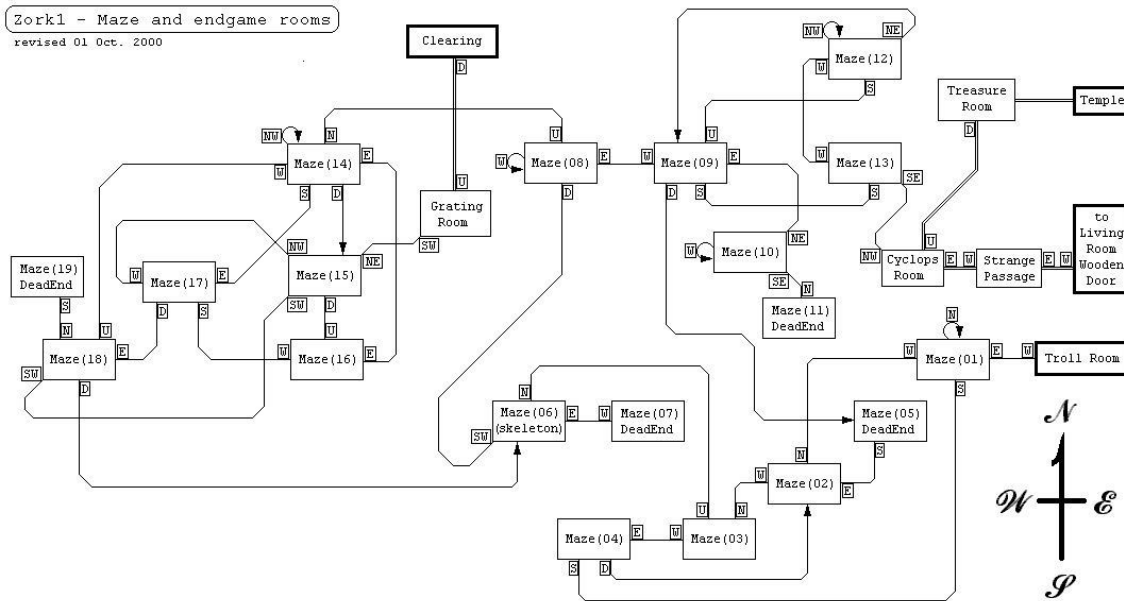 Zork1 - Maze and endgame rooms
revised 01 Oct. 2000
Clearing
D
NE
NW
Maze(12)
W
S
Treasure
Room
D
Temple
NW
N
Maze(14)
W
E
S
D
U
W
Maze(08)
E
D
U
W
Maze(09)
E
D
S
Maze(13)
W
SE
S
U
Grating
Room
SW
NW
Maze(15)
NE
SW
D
Maze(19)
DeadEnd
S
W
Maze(17)
E
D
S
W
Maze(10)
NE
SE
N
Maze(11)
DeadEnd
U
NW
Cyclops
Room
E
W
Strange
Passage
E
W
to
Living
Room
Wooden
Door
N
U
Maze(18)
SW
E
D
U
W
Maze(16)
E
N
W
Maze(01)
E
S
W
Troll Room
N
Maze(06)
(skeleton)
SW
E
W
Maze(07)
DeadEnd
Maze(05)
DeadEnd
S
N
W
Maze(02)
E
U
N
W
Maze(03)
Maze(04)
E
S
D
N
W
E
S